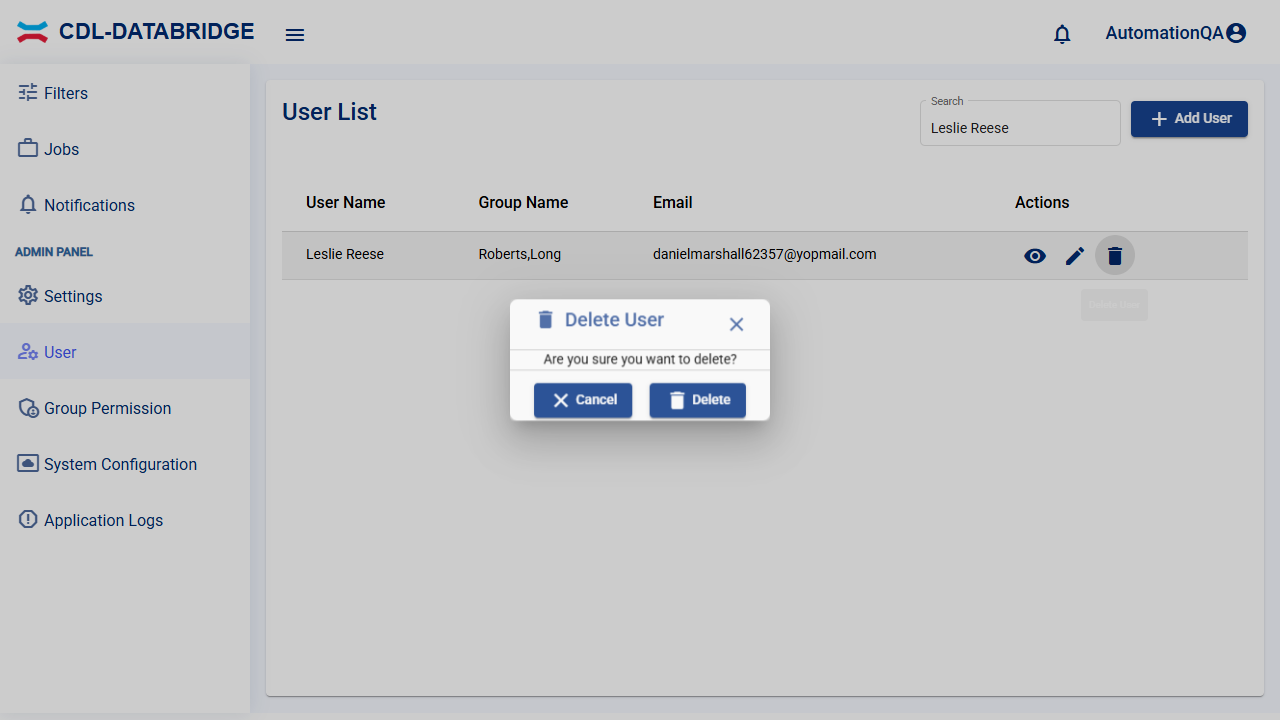 CDL-DATABRIDGE
AutomationQA
Filters
Jobs
Notifications
ADMIN PANEL
Settings
User
Group Permission
System Configuration
Application Logs
User List
Search
Leslie Reese
Add User
User Name Group Name Email Actions
Leslie Reese Roberts,Long danielmarshall62357@yopmail.com
Delete User
Are you sure you want to delete?
Cancel Delete